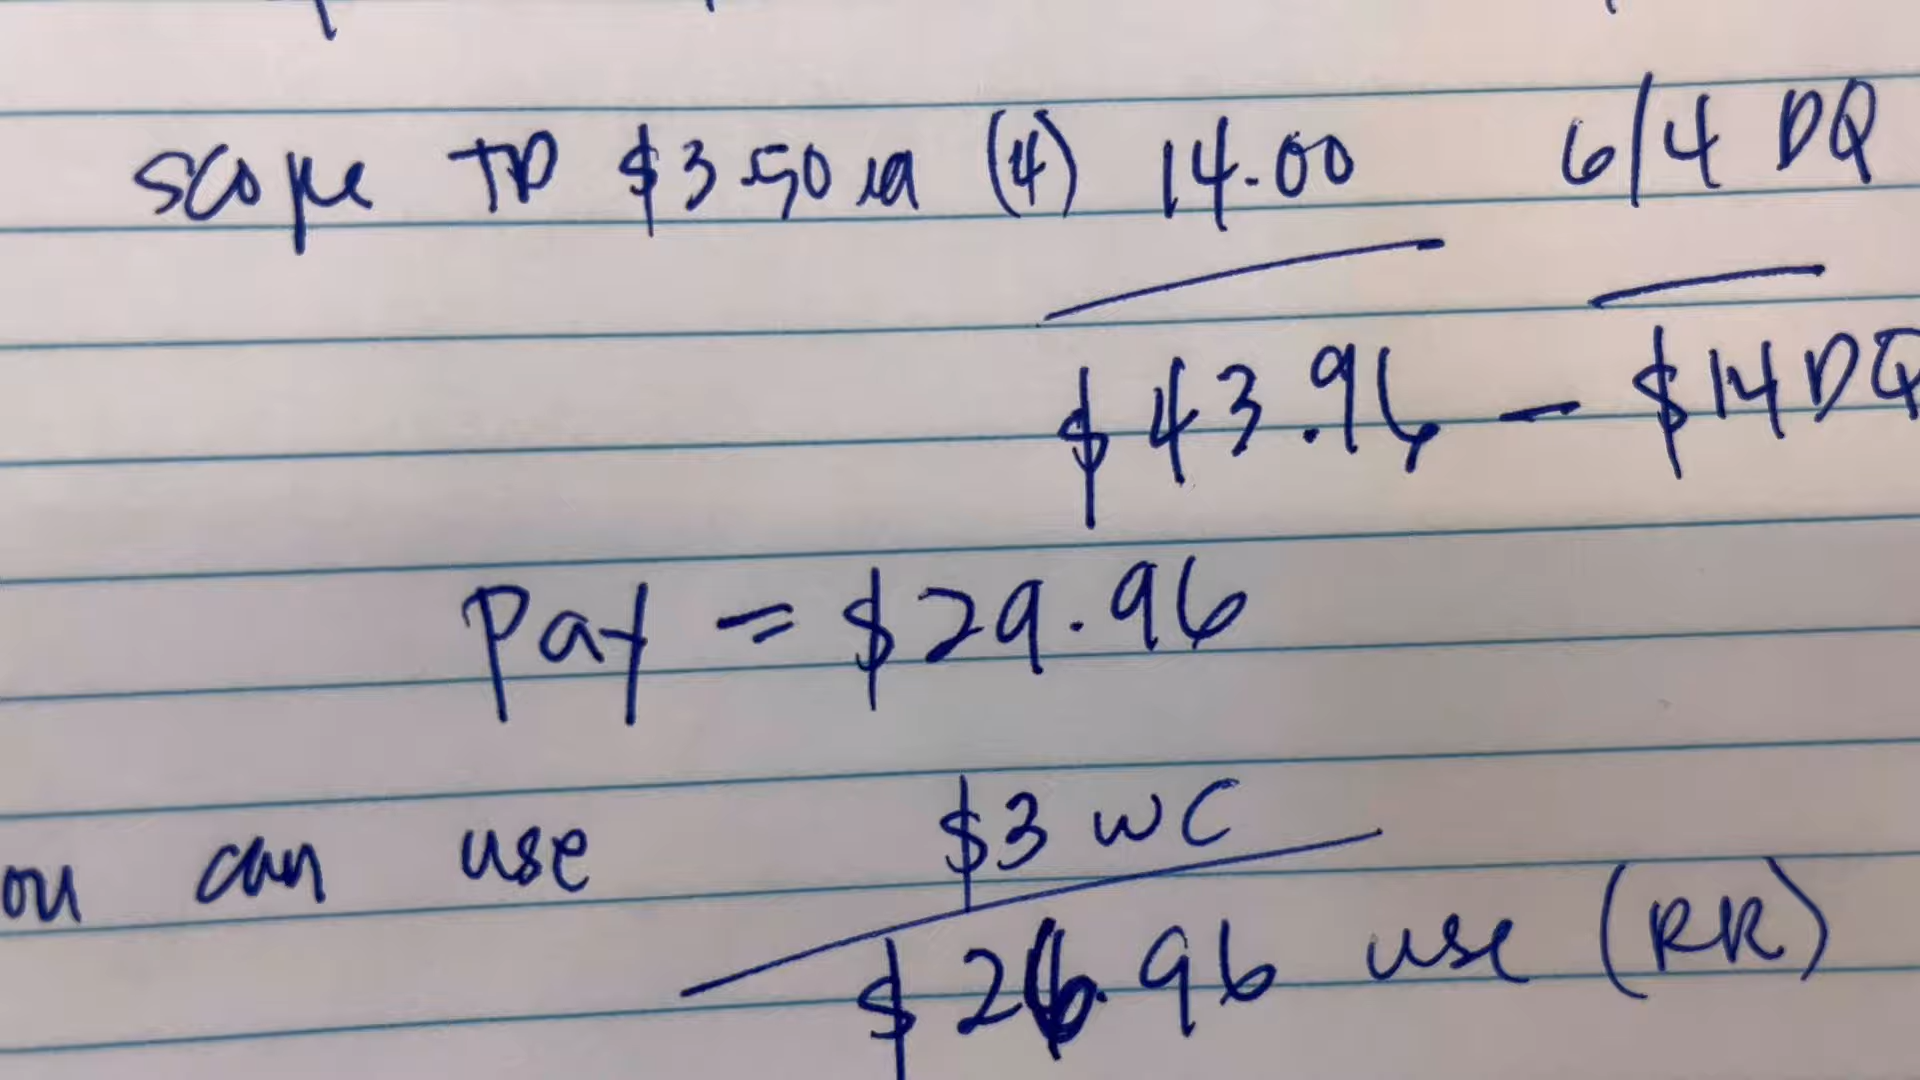 scope TP $3.50 ea (4) 14.00 6/4 DQ
$43.96 - $14 DQ
Pay = $29.96
ou can use $3 WC
$26.96 use (RR)